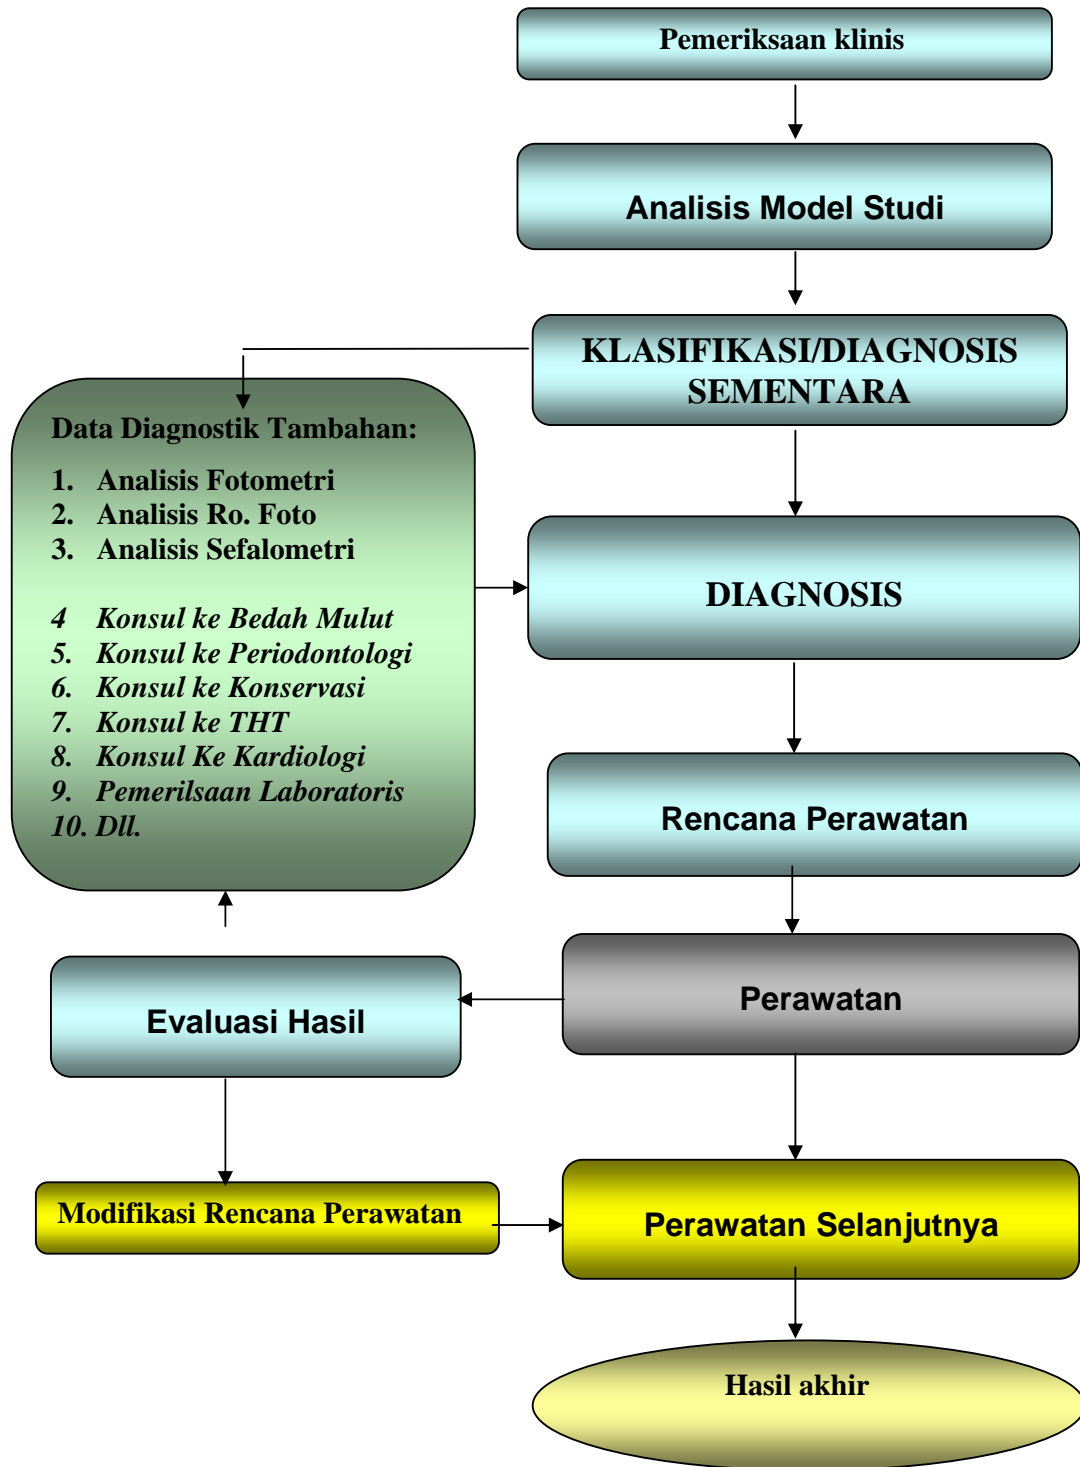 Pemeriksaan klinis
Analisis Model Studi
KLASIFIKASI/DIAGNOSIS
SEMENTARA
Data Diagnostik Tambahan:
1. Analisis Fotometri
2. Analisis Ro. Foto
3. Analisis Sefalometri
4 Konsul ke Bedah Mulut
5. Konsul ke Periodontologi
6. Konsul ke Konservasi
7. Konsul ke THT
8. Konsul Ke Kardiologi
9. Pemerilsaan Laboratoris
10. Dll.
DIAGNOSIS
Rencana Perawatan
Perawatan
Evaluasi Hasil
Modifikasi Rencana Perawatan
Perawatan Selanjutnya
Hasil akhir